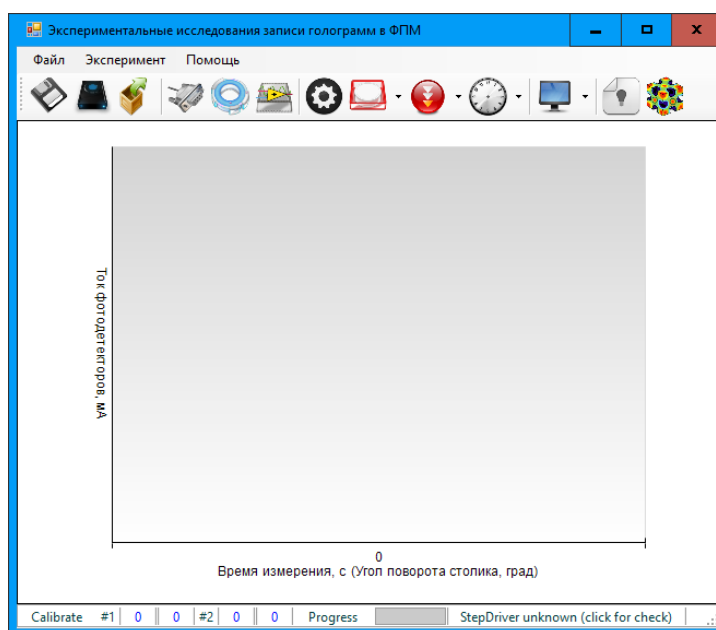 Экспериментальные исследования записи голограмм в ФПМ
Файл Эксперимент Помощь
Ток фотодетекторов, мА
0
Время измерения, с (Угол поворота столика, град)
Calibrate #1 0 0 #2 0 0 Progress StepDriver unknown (click for check)